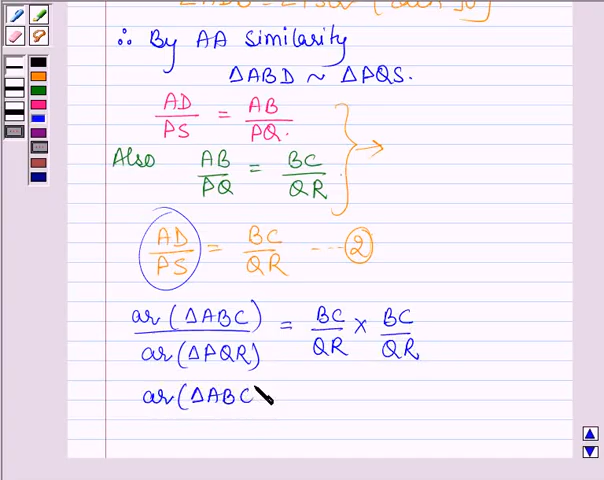 ∴ By AA Similarity
ΔABD ~ ΔPQS.
AD/PS = AB/PQ.
Also AB/PQ = BC/QR
AD/PS = BC/QR ---- 2
ar(ΔABC)/ar(ΔPQR) = BC/QR × BC/QR
ar(ΔABC